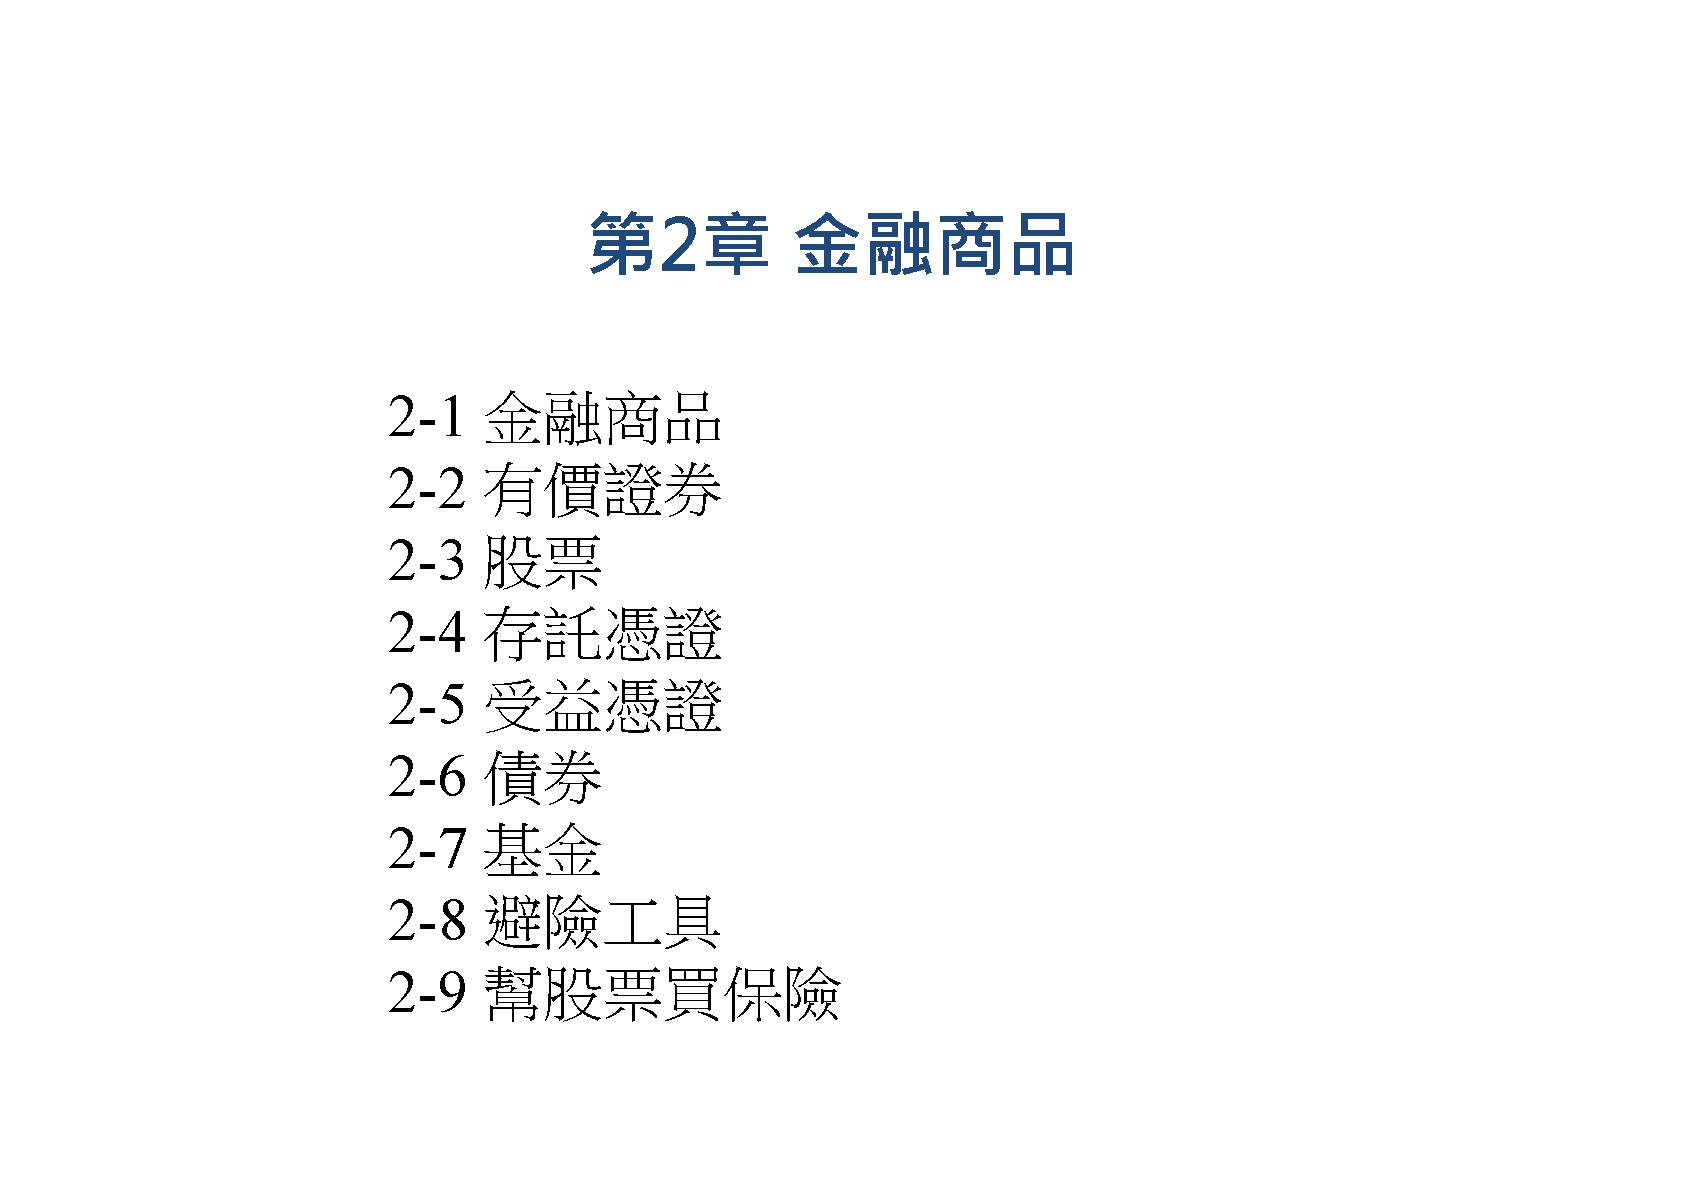 第2章 金融商品
2-1 金融商品
2-2 有價證券
2-3 股票
2-4 存託憑證
2-5 受益憑證
2-6 債券
2-7 基金
2-8 避險工具
2-9 幫股票買保險